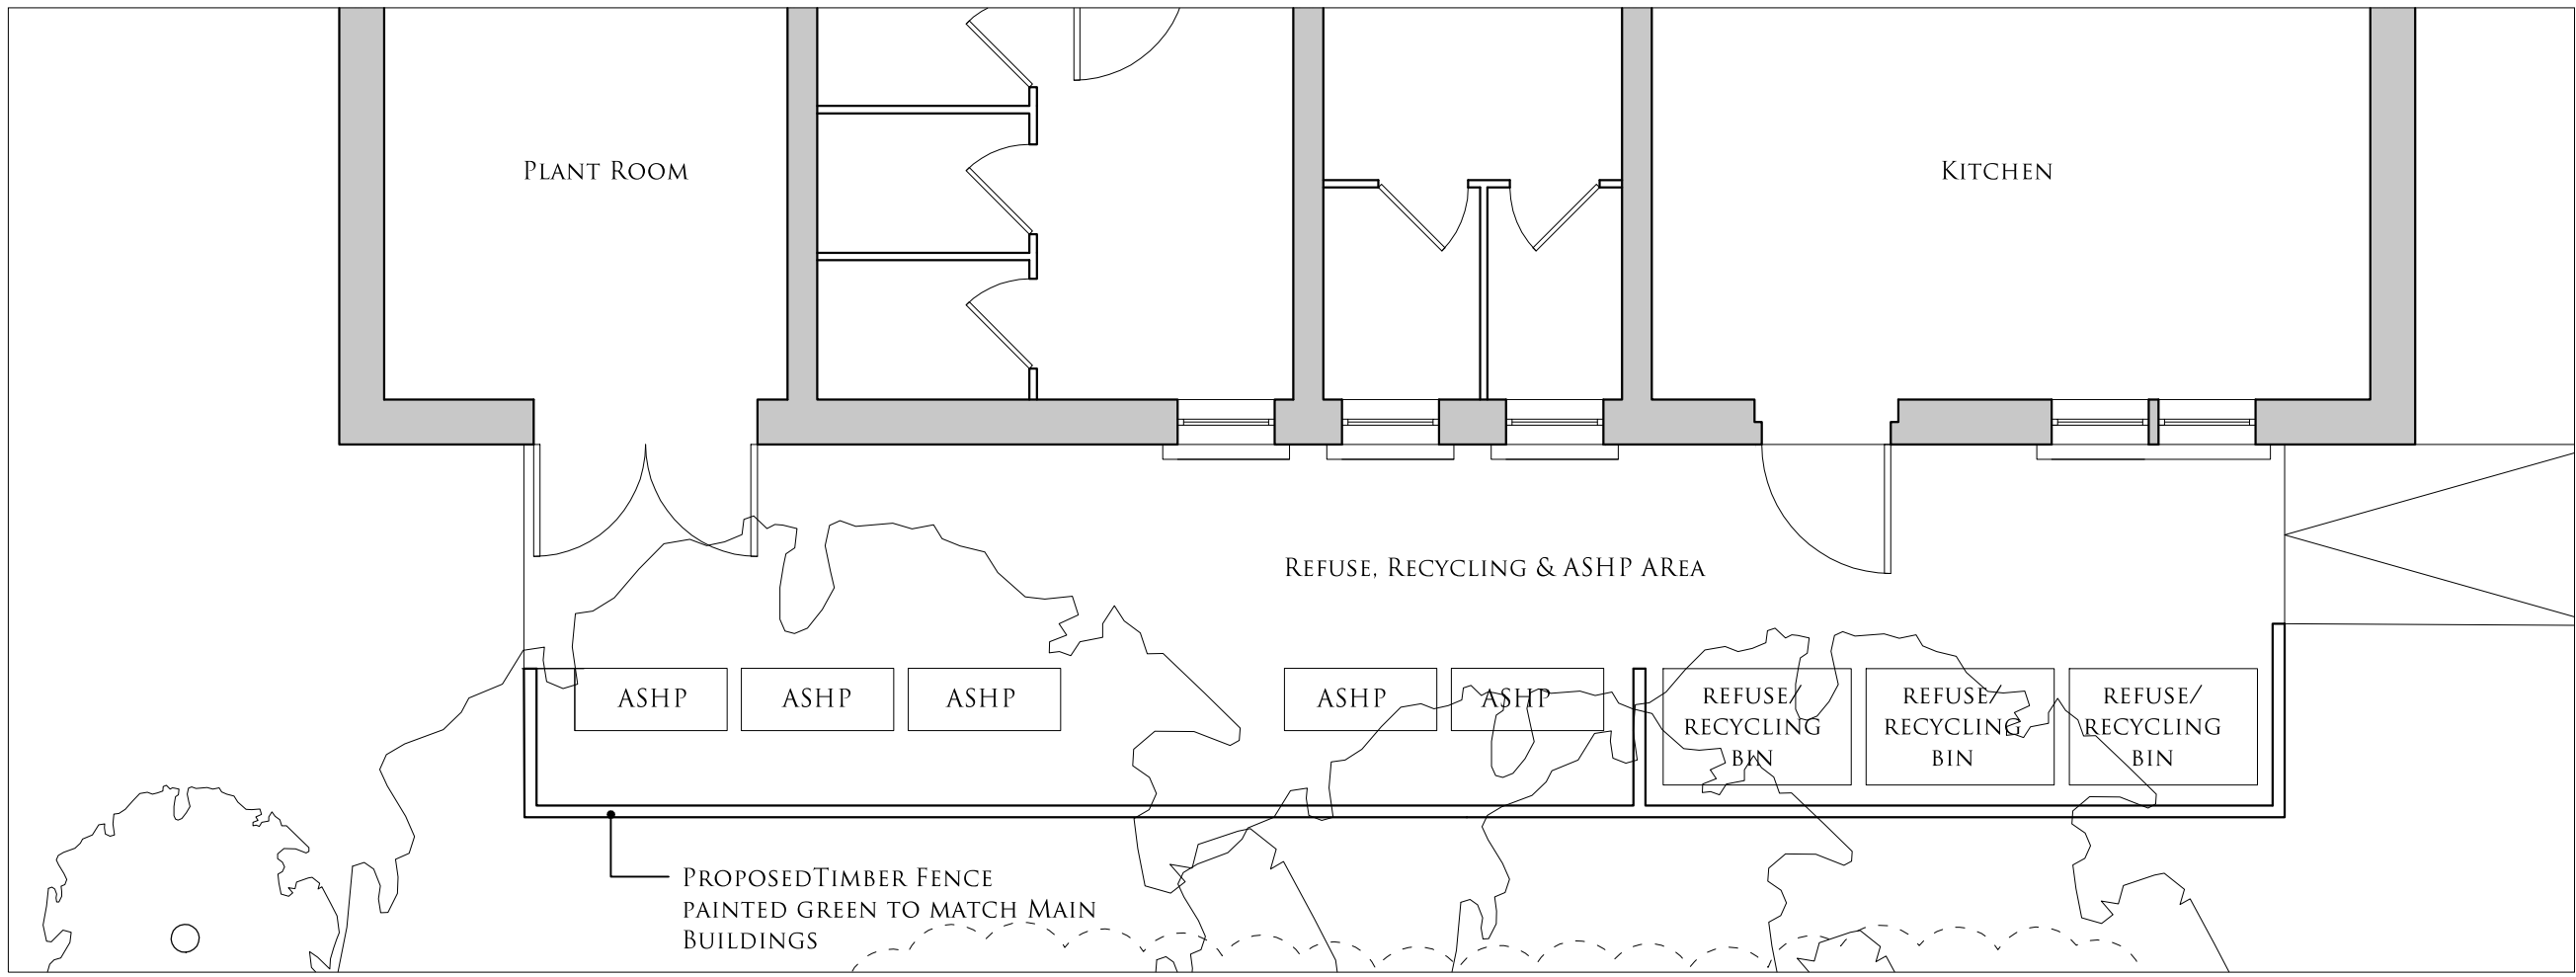 Plant Room
Kitchen
Refuse, Recycling & ASHP ARea
ASHP
ASHP
ASHP
ASHP
ASHP
REFUSE/
RECYCLING
BIN
REFUSE/
RECYCLING
BIN
REFUSE/
RECYCLING
BIN
ProposedTimber Fence
painted green to match Main
Buildings